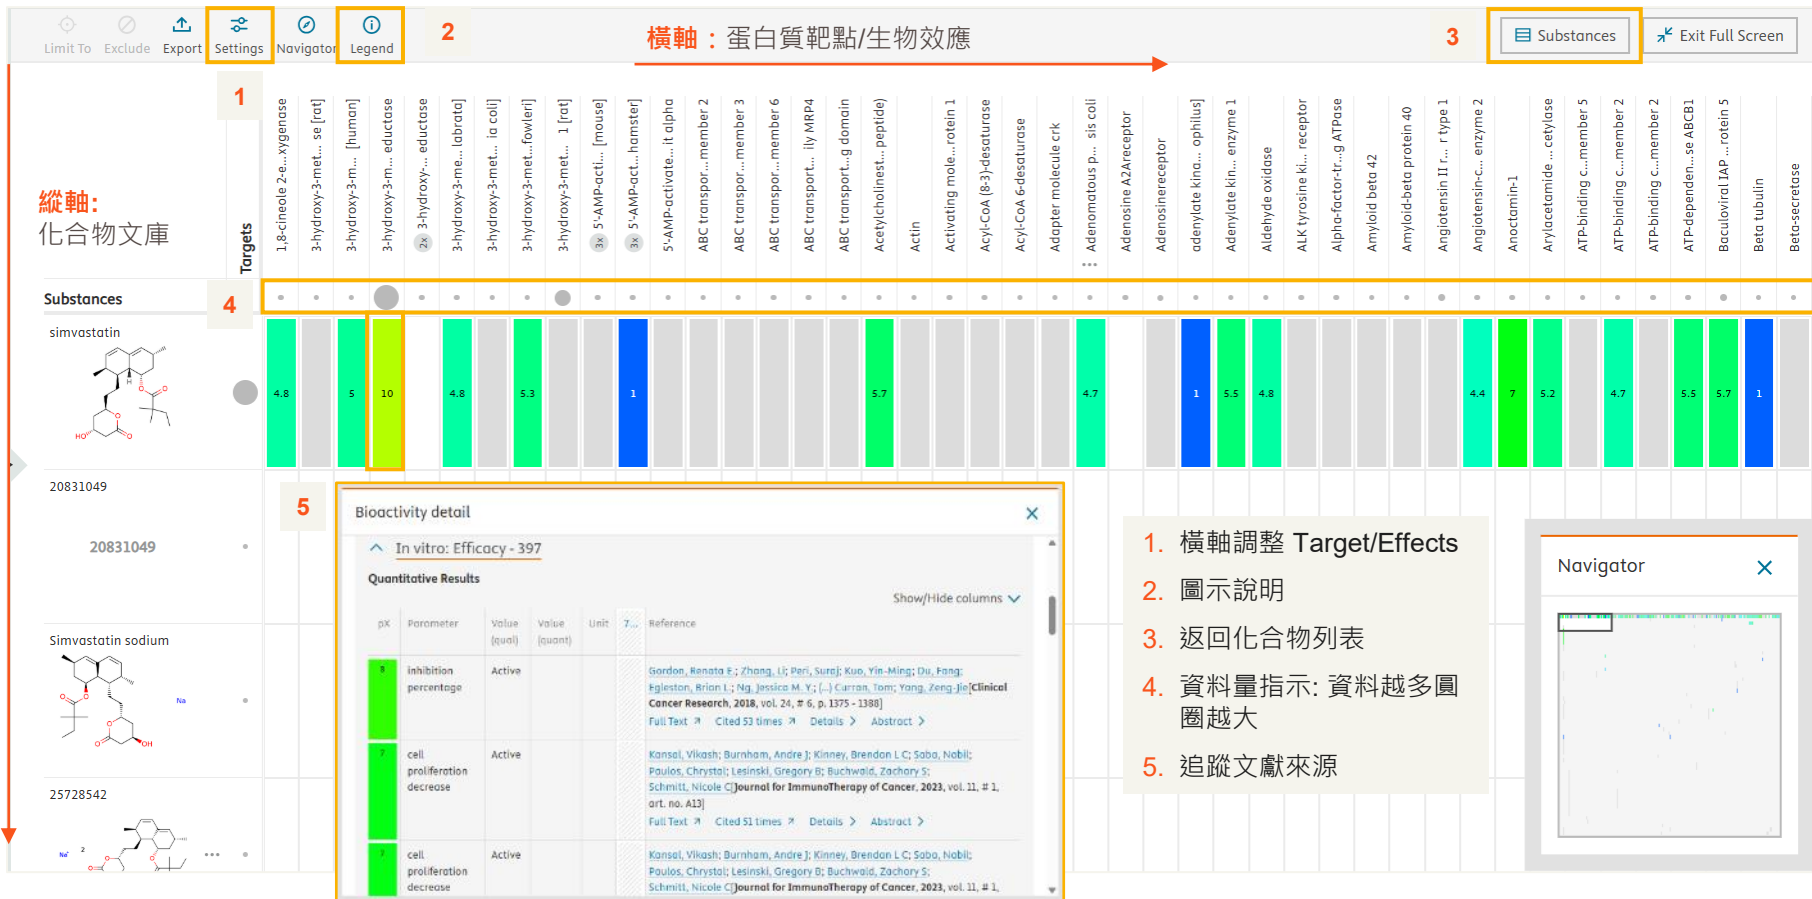 Limit To
Exclude
Export
Settings
Navigator
Legend
2
橫軸：蛋白質靶點/生物效應
3
Substances
Exit Full Screen
1
縱軸:
化合物文庫
Targets
1,8-cineole 2-e... xygenase
3-hydroxy-3-met... se [rat]
3-hydroxy-3-m... [human]
3-hydroxy-3-m... eductase
2x 3-hydroxy-... eductase
3-hydroxy-3-me... labrata]
3-hydroxy-3-met... ia coli]
3-hydroxy-3-met... fowleri]
3-hydroxy-3-met... 1 [rat]
3x 5'-AMP-acti... [mouse]
3x 5'-AMP-act... hamster]
5'-AMP-activate... it alpha
ABC transpor... member 2
ABC transpor... member 3
ABC transpor... member 6
ABC transport... ily MRP4
ABC transport...g domain
Acetylcholinest... peptide)
Actin
Activating mole...rotein 1
Acyl-CoA (8-3)-desaturase
Acyl-CoA 6-desaturase
Adapter molecule crk
Adenomatous p... sis coli
Adenosine A2Areceptor
Adenosinereceptor
adenylate kina... ophilus]
Adenylate kin... enzyme 1
Aldehyde oxidase
ALK tyrosine ki... receptor
Alpha-factor-tr...g ATPase
Amyloid beta 42
Amyloid-beta protein 40
Angiotensin II r... r type 1
Angiotensin-c... enzyme 2
Anoctamin-1
Arylacetamide ... cetylase
ATP-binding c...member 5
ATP-binding c...member 2
ATP-binding c...member 2
ATP-dependen...se ABCB1
Baculoviral IAP ...rotein 5
Beta tubulin
Beta-secretase
Substances
4
simvastatin
4.8 5 10 4.8 5.3 1 5.7 4.7 1 5.5 4.8 4.4 7 5.2 4.7 5.5 5.7 1
H
O
O
O
HO
O
20831049
20831049
Simvastatin sodium
O
O
Na
O
O
OH
25728542
Na+ 2
O
O
O
5
Bioactivity detail
In vitro: Efficacy - 397
Quantitative Results
Show/Hide columns
pX Parameter Value (qual) Value (quant) Unit 7... Reference
8 inhibition percentage Active
Gordon, Renata E.; Zhang, Li; Peri, Suraj; Kuo, Yin-Ming; Du, Fang;
Egleston, Brian L.; Ng, Jessica M. Y.; (...) Curran, Tom; Yang, Zeng-Jie[Clinical
Cancer Research, 2018, vol. 24, # 6, p. 1375 - 1388]
Full Text Cited 53 times Details Abstract
7 cell proliferation decrease Active
Kansal, Vikash; Burnham, Andre J; Kinney, Brendan L C; Saba, Nabil;
Paulos, Chrystal; Lesinski, Gregory B; Buchwald, Zachary S;
Schmitt, Nicole C[Journal for ImmunoTherapy of Cancer, 2023, vol. 11, # 1,
art. no. A13]
Full Text Cited 51 times Details Abstract
7 cell proliferation decrease Active
Kansal, Vikash; Burnham, Andre J; Kinney, Brendan L C; Saba, Nabil;
Paulos, Chrystal; Lesinski, Gregory B; Buchwald, Zachary S;
Schmitt, Nicole C[Journal for ImmunoTherapy of Cancer, 2023, vol. 11, # 1,
1. 橫軸調整 Target/Effects
2. 圖示說明
3. 返回化合物列表
4. 資料量指示: 資料越多圓
圈越大
5. 追蹤文獻來源
Navigator